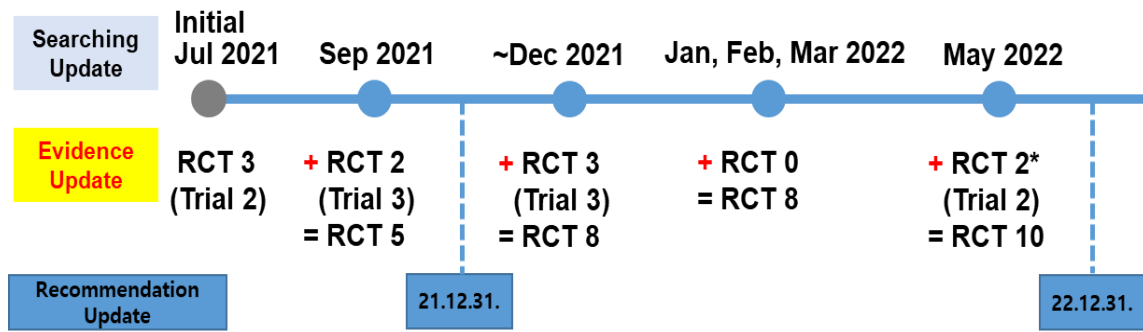 Searching
Update
Initial
Jul 2021
Sep 2021
~Dec 2021
Jan, Feb, Mar 2022
May 2022
Evidence
Update
RCT 3
(Trial 2)
+ RCT 2
(Trial 3)
= RCT 5
+ RCT 3
(Trial 3)
= RCT 8
+ RCT 0
= RCT 8
+ RCT 2*
(Trial 2)
= RCT 10
Recommendation
Update
21.12.31.
22.12.31.